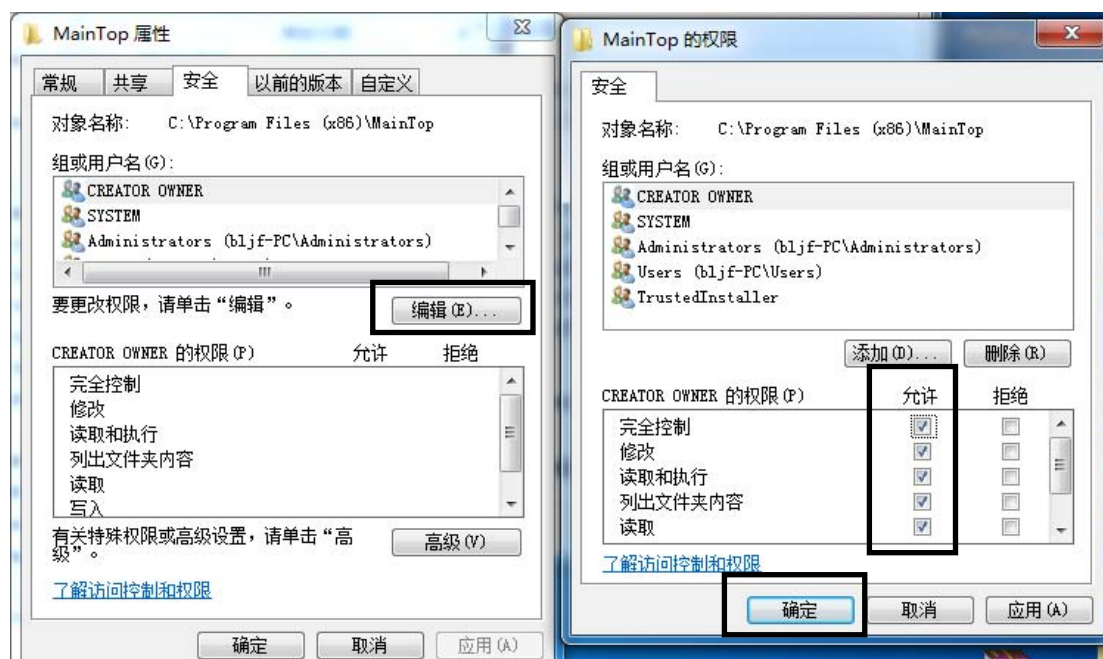 MainTop 属性
常规
共享
安全
以前的版本
自定义
对象名称: C:\Program Files (x86)\MainTop
组或用户名(G):
CREATOR OWNER
SYSTEM
Administrators (bljf-PC\Administrators)
要更改权限，请单击“编辑”。
编辑(E)...
CREATOR OWNER 的权限(P) 允许 拒绝
完全控制
修改
读取和执行
列出文件夹内容
读取
写入
有关特殊权限或高级设置，请单击“高
级”。
高级(V)
了解访问控制和权限
确定
取消
应用(A)
MainTop 的权限
安全
对象名称: C:\Program Files (x86)\MainTop
组或用户名(G):
CREATOR OWNER
SYSTEM
Administrators (bljf-PC\Administrators)
Users (bljf-PC\Users)
TrustedInstaller
添加(D)...
删除(R)
CREATOR OWNER 的权限(P) 允许 拒绝
完全控制
修改
读取和执行
列出文件夹内容
读取
了解访问控制和权限
确定
取消
应用(A)